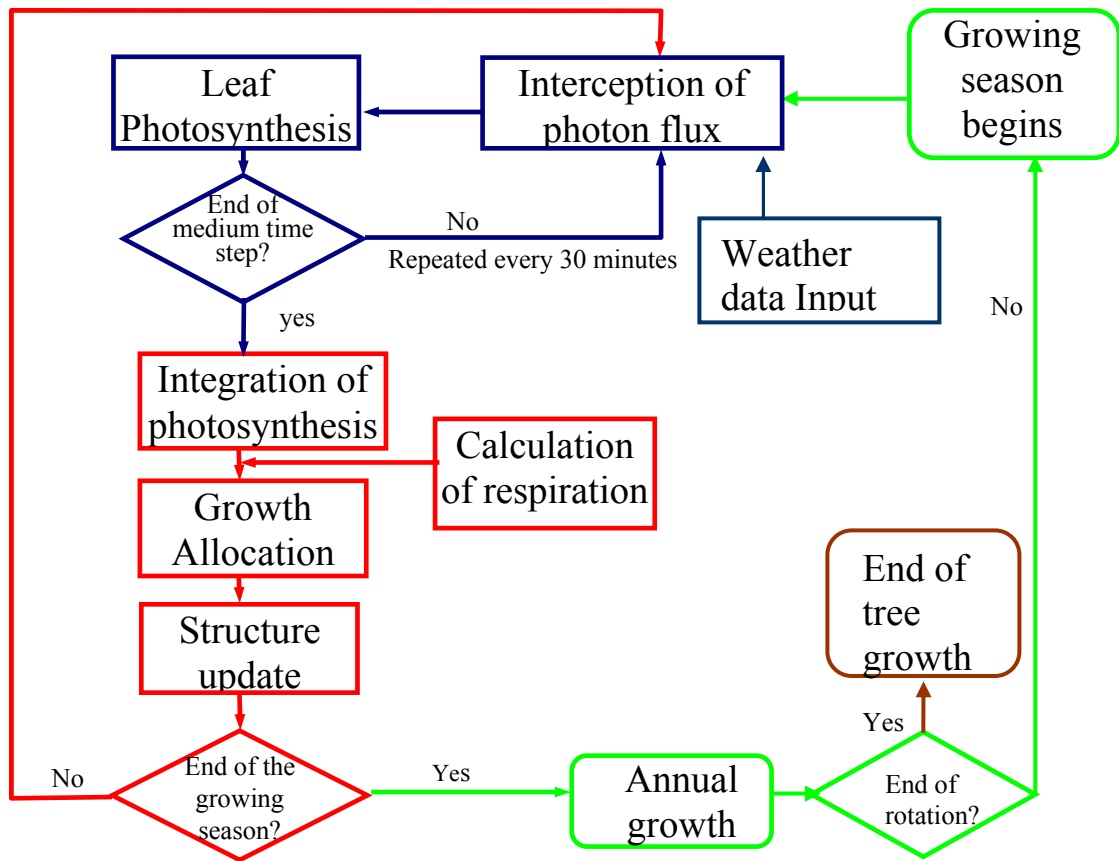 Growing
season
begins
Leaf
Photosynthesis
Interception of
photon flux
End of
medium time
step?
No
Repeated every 30 minutes
Weather
data Input
No
yes
Integration of
photosynthesis
Calculation
of respiration
Growth
Allocation
End of
tree
growth
Structure
update
Yes
No
End of the
growing
season?
Yes
Annual
growth
End of
rotation?